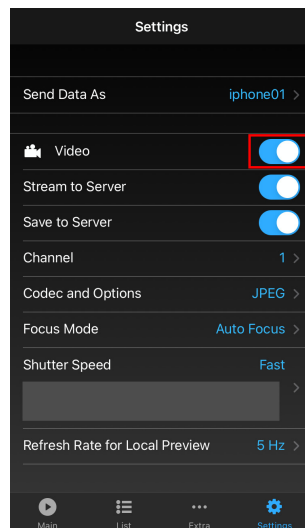 Settings
Send Data As iphone01
Video
Stream to Server
Save to Server
Channel 1
Codec and Options JPEG
Focus Mode Auto Focus
Shutter Speed Fast
Refresh Rate for Local Preview 5 Hz
Main List Extra Settings